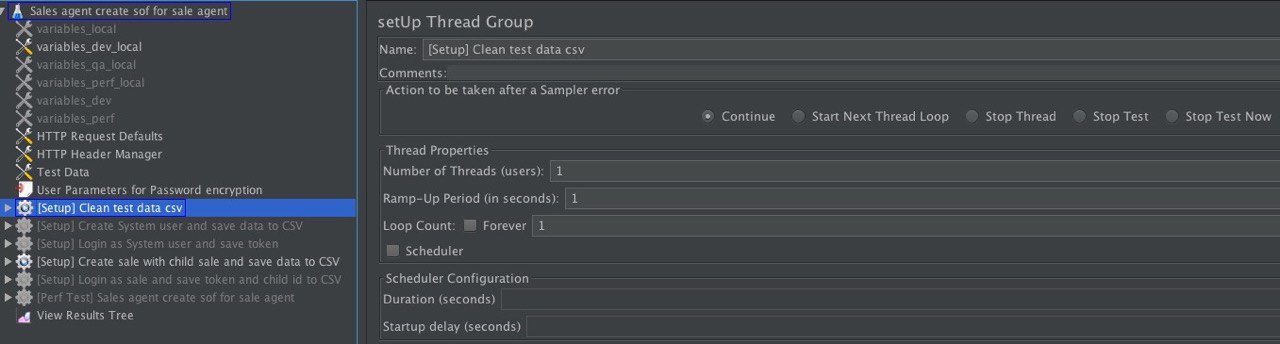 Sales agent create sof for sale agent
variables_local
variables_dev_local
variables_qa_local
variables_perf_local
variables_dev
variables_perf
HTTP Request Defaults
HTTP Header Manager
Test Data
User Parameters for Password encryption
[Setup] Clean test data csv
[Setup] Create System user and save data to CSV
[Setup] Login as System user and save token
[Setup] Create sale with child sale and save data to CSV
[Setup] Login as sale and save token and child id to CSV
[Perf Test] Sales agent create sof for sale agent
View Results Tree
setUp Thread Group
Name: [Setup] Clean test data csv
Comments:
Action to be taken after a Sampler error
Continue Start Next Thread Loop Stop Thread Stop Test Stop Test Now
Thread Properties
Number of Threads (users): 1
Ramp-Up Period (in seconds): 1
Loop Count: Forever 1
Scheduler
Scheduler Configuration
Duration (seconds)
Startup delay (seconds)